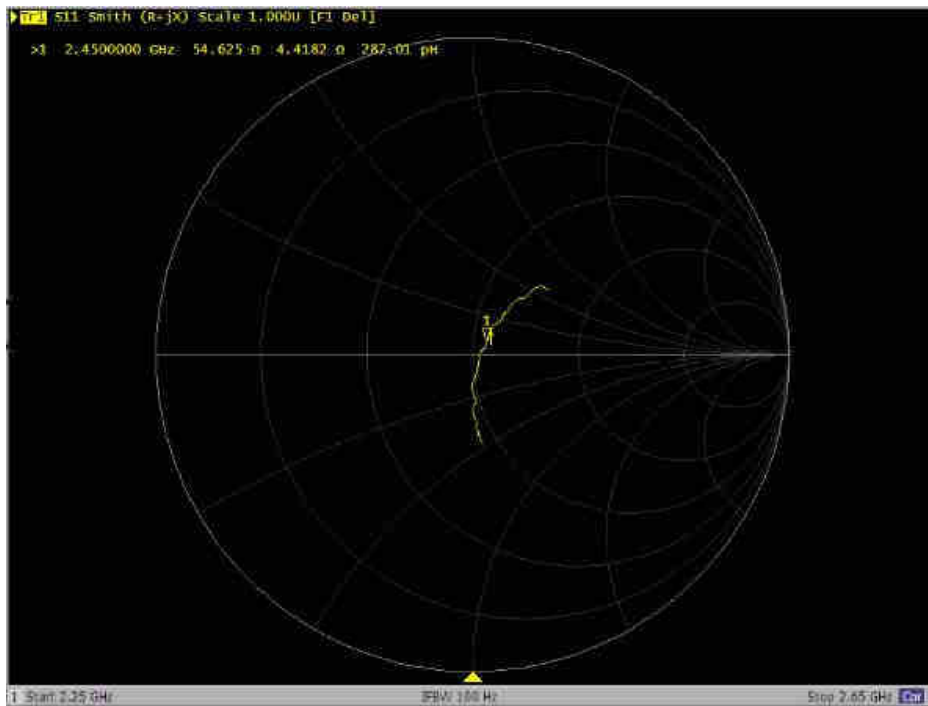 Tr1 S11 Smith (R+jX) Scale 1.000U [F1 Del]
>1 2.4500000 GHz 54.625 Ω 4.4182 Ω 287.01 pH
1
1 Start 2.25 GHz IFBW 100 Hz Stop 2.65 GHz Cor